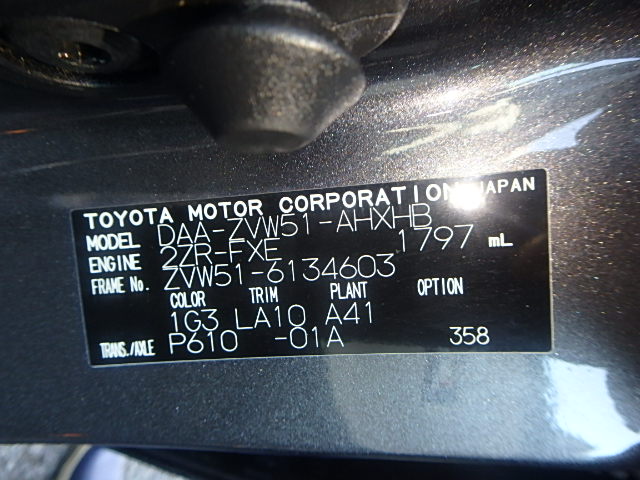 TOYOTA MOTOR CORPORATION JAPAN
MODEL DAA-ZVW51-AHXHB
ENGINE 2ZR-FXE 1797 mL
FRAME No. ZVW51-6134603
COLOR TRIM PLANT OPTION
1G3 LA10 A41
TRANS./AXLE P610 -01A 358